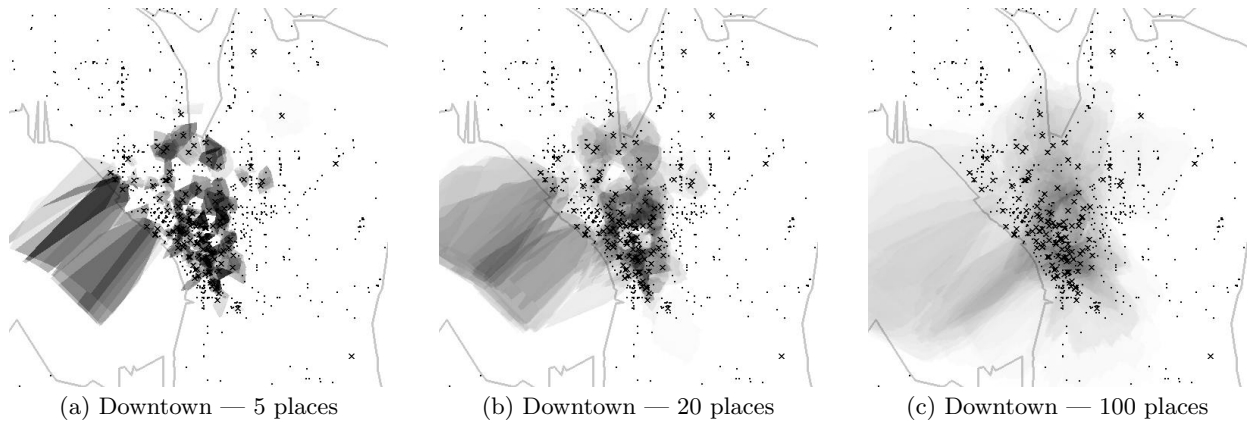 (a) Downtown — 5 places
(b) Downtown — 20 places
(c) Downtown — 100 places